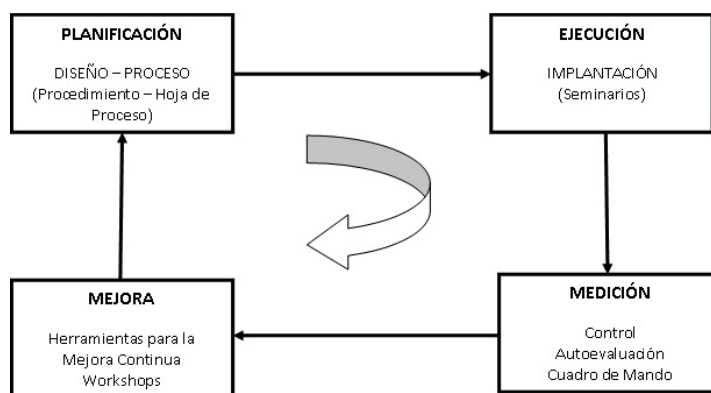 PLANIFICACIÓN
DISEÑO – PROCESO
(Procedimiento – Hoja de
Proceso)
EJECUCIÓN
IMPLANTACIÓN
(Seminarios)
MEJORA
Herramientas para la
Mejora Continua
Workshops
MEDICIÓN
Control
Autoevaluación
Cuadro de Mando